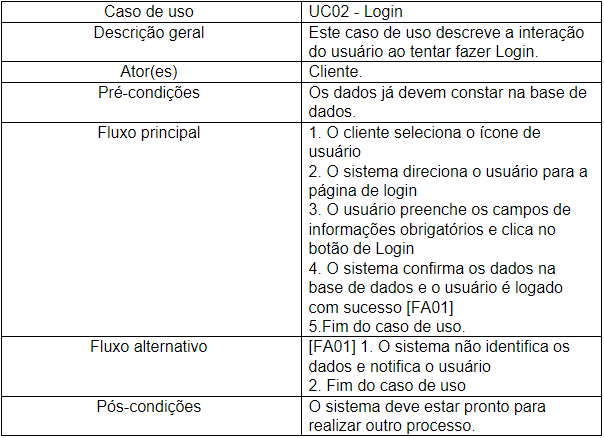 Caso de uso
UC02 - Login
Descrição geral
Este caso de uso descreve a interação
do usuário ao tentar fazer Login.
Ator(es)
Cliente.
Pré-condições
Os dados já devem constar na base de
dados.
Fluxo principal
1. O cliente seleciona o ícone de
usuário
2. O sistema direciona o usuário para a
página de login
3. O usuário preenche os campos de
informações obrigatórios e clica no
botão de Login
4. O sistema confirma os dados na
base de dados e o usuário é logado
com sucesso [FA01]
5.Fim do caso de uso.
Fluxo alternativo
[FA01] 1. O sistema não identifica os
dados e notifica o usuário
2. Fim do caso de uso
Pós-condições
O sistema deve estar pronto para
realizar outro processo.